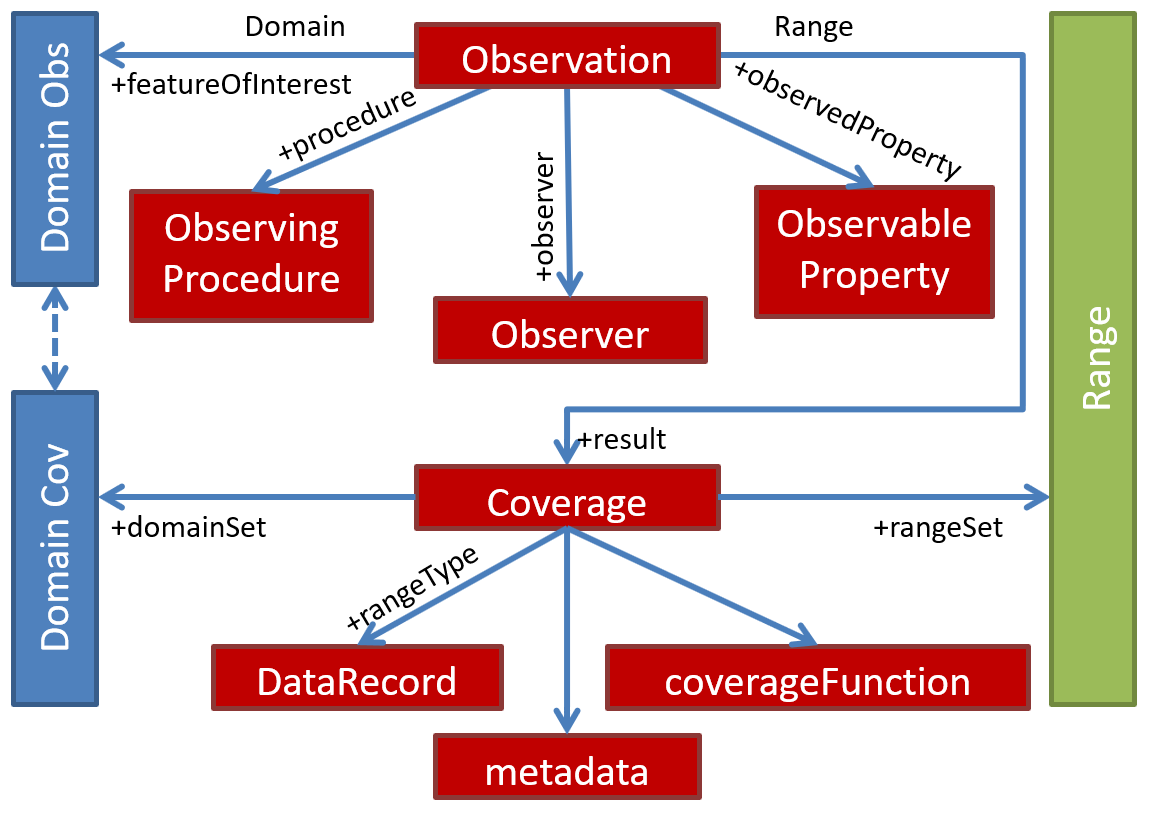 Domain
Observation
Range
Domain Obs
+featureOfInterest
+procedure
+observer
+observedProperty
Observing
Procedure
Observable
Property
Observer
Range
+result
Domain Cov
Coverage
+domainSet
+rangeSet
+rangeType
DataRecord
coverageFunction
metadata